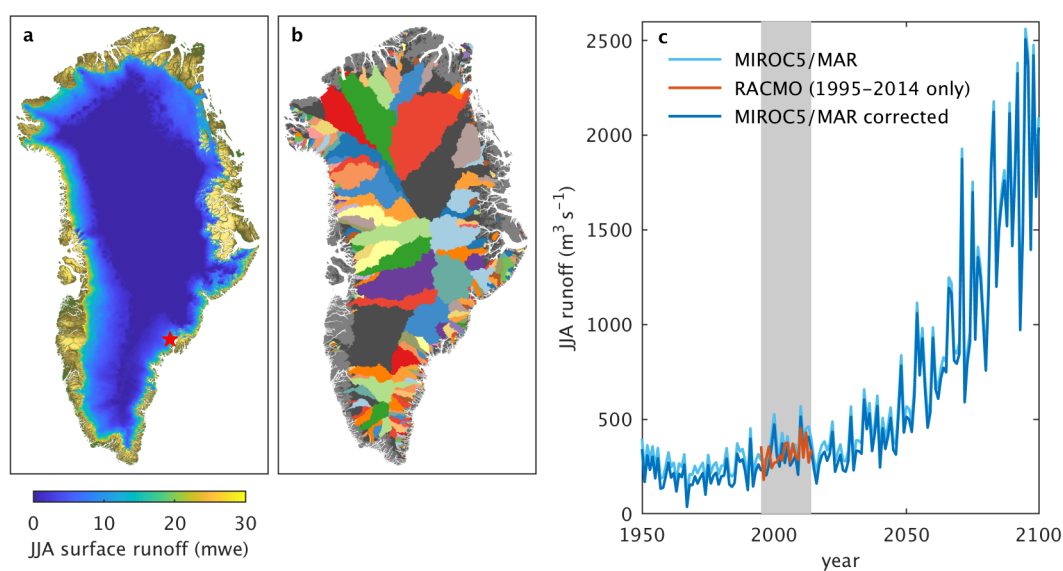 a
0
10
20
30
JJA surface runoff (mwe)
b
c
MIROC5/MAR
RACMO (1995–2014 only)
MIROC5/MAR corrected
2500
2000
1500
1000
500
0
JJA runoff (m³ s⁻¹)
1950
2000
2050
2100
year